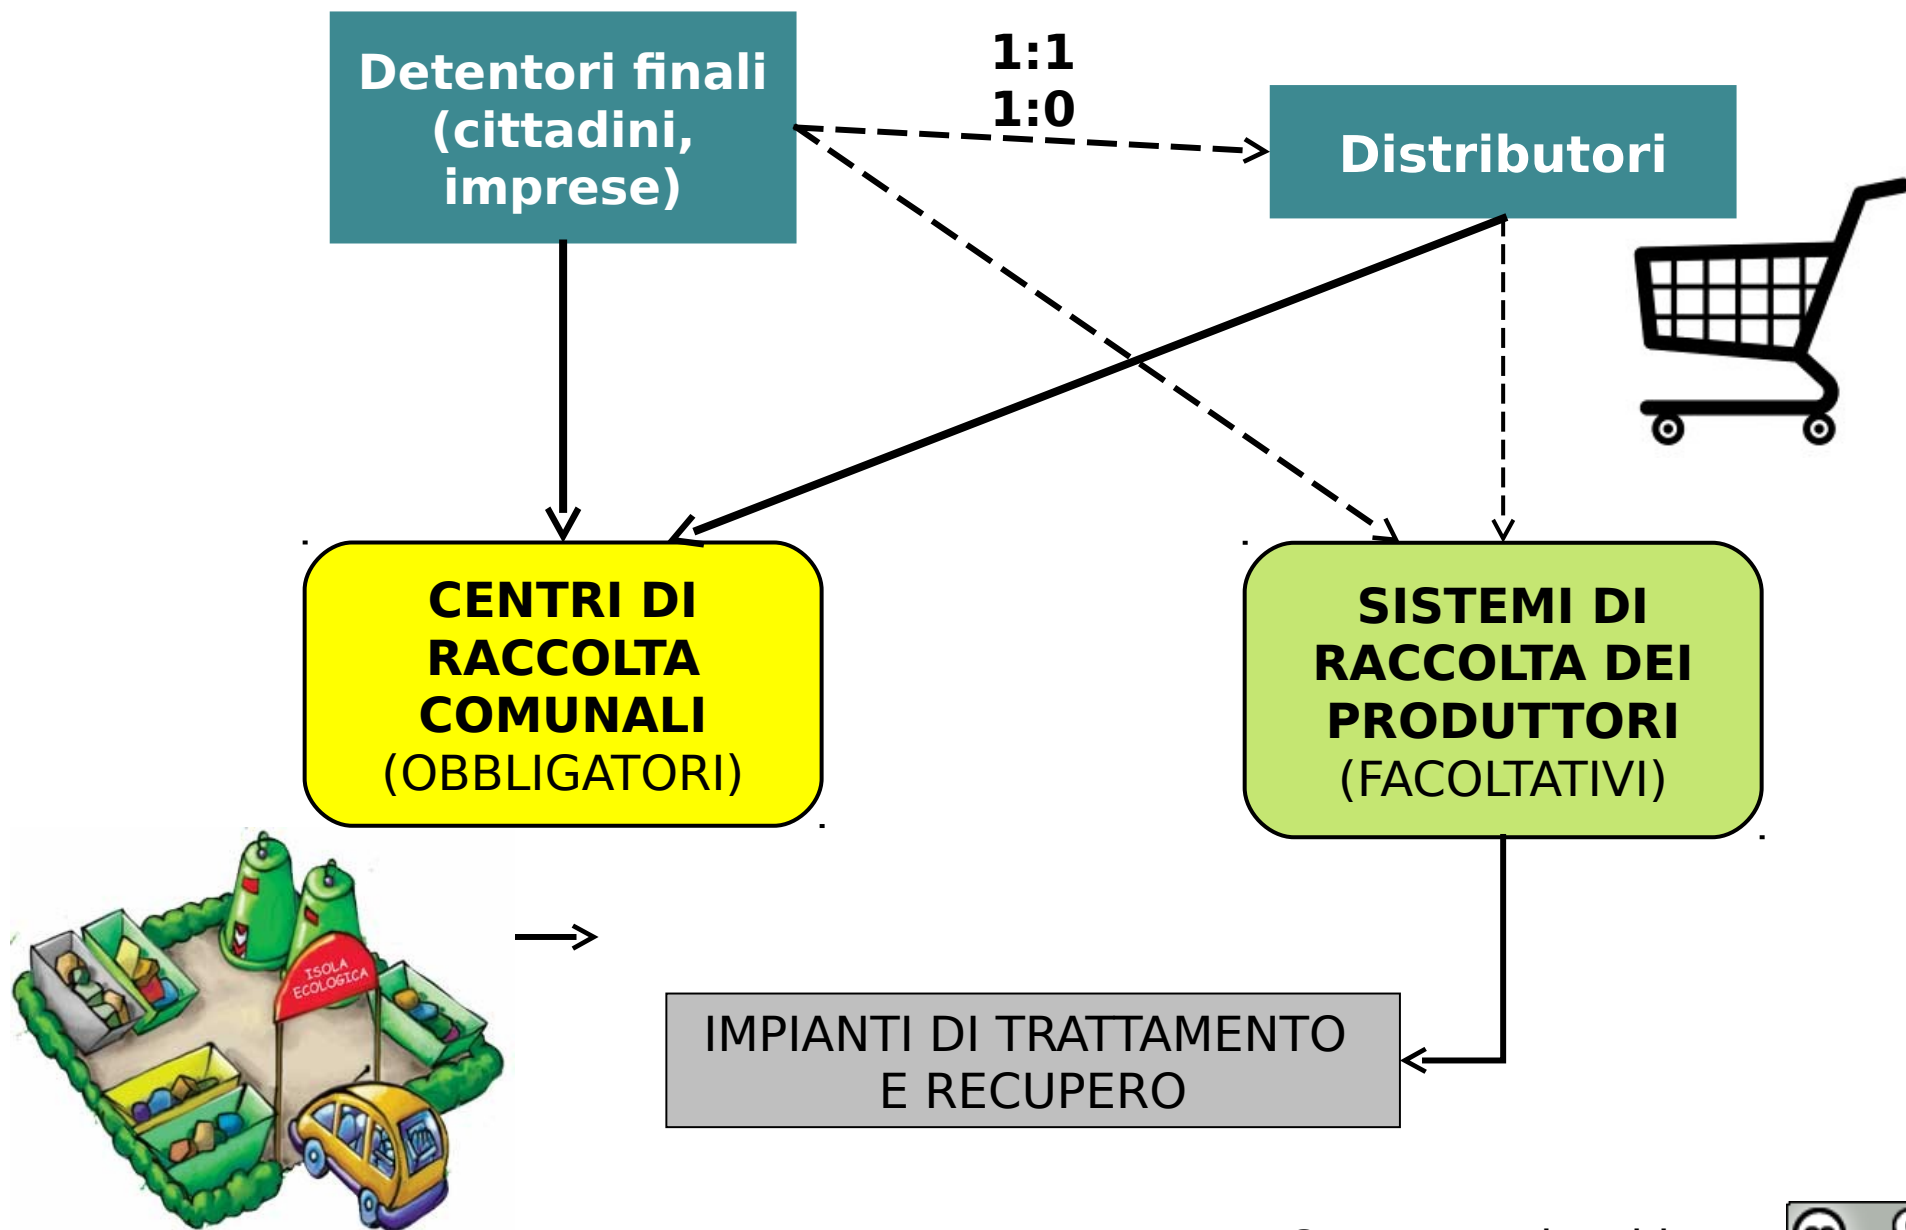 Detentori finali
(cittadini,
imprese)
1:1
1:0
Distributori
CENTRI DI
RACCOLTA
COMUNALI
(OBBLIGATORI)
SISTEMI DI
RACCOLTA DEI
PRODUTTORI
(FACOLTATIVI)
ISOLA
ECOLOGICA
IMPIANTI DI TRATTAMENTO
E RECUPERO